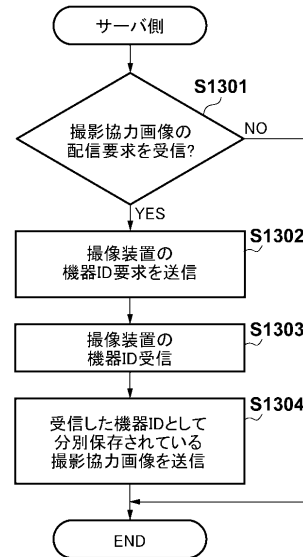 サーバ側
S1301
撮影協力画像の
配信要求を受信?
NO
YES
S1302
撮像装置の
機器ID要求を送信
S1303
撮像装置の
機器ID受信
S1304
受信した機器IDとして
分別保存されている
撮影協力画像を送信
END